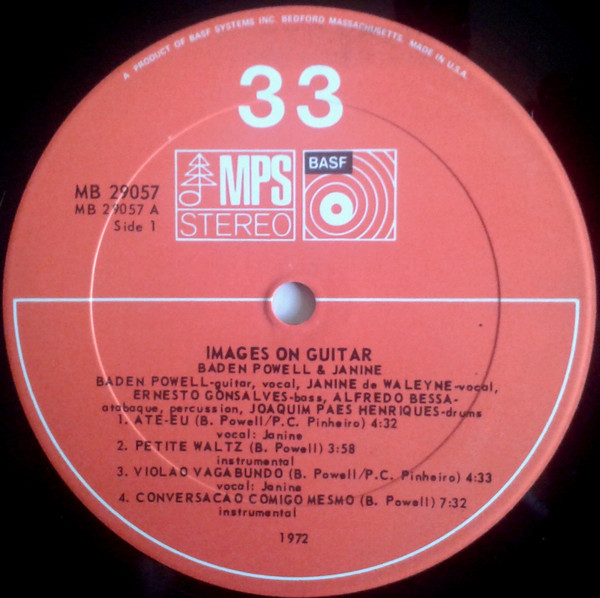 A PRODUCT OF BASF SYSTEMS INC. BEDFORD MASSACHUSETTS. MADE IN U.S.A.
33
MPS
BASF
STEREO
MB 29057
MB 29057 A
Side 1
IMAGES ON GUITAR
BADEN POWELL & JANINE
BADEN POWELL-guitar, vocal, JANINE de WALEYNE-vocal,
ERNESTO GONSALVES-bass, ALFREDO BESSA-
atabaque, percussion, JOAQUIM PAES HENRIQUES-drums
1. ATE-EU (B. Powell/P.C. Pinheiro) 4:32
vocal: Janine
2. PETITE WALTZ (B. Powell) 3:58
instrumental
3. VIOLAO VAGABUNDO (B. Powell/P.C. Pinheiro) 4:33
vocal: Janine
4. CONVERSACAO COMIGO MESMO (B. Powell) 7:32
instrumental
1972